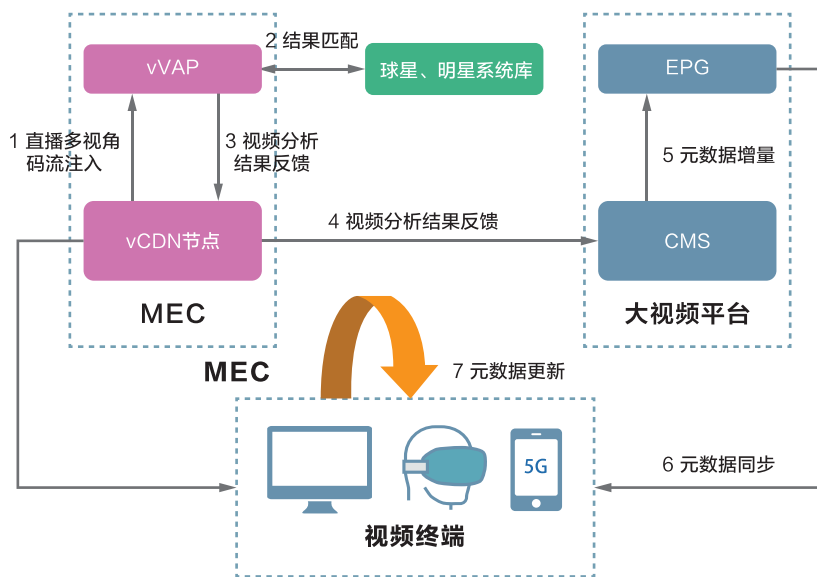 vVAP
2 结果匹配
球星、明星系统库
EPG
1 直播多视角
码流注入
3 视频分析
结果反馈
5 元数据增量
vCDN节点
4 视频分析结果反馈
CMS
MEC
大视频平台
MEC
7 元数据更新
5G
6 元数据同步
视频终端